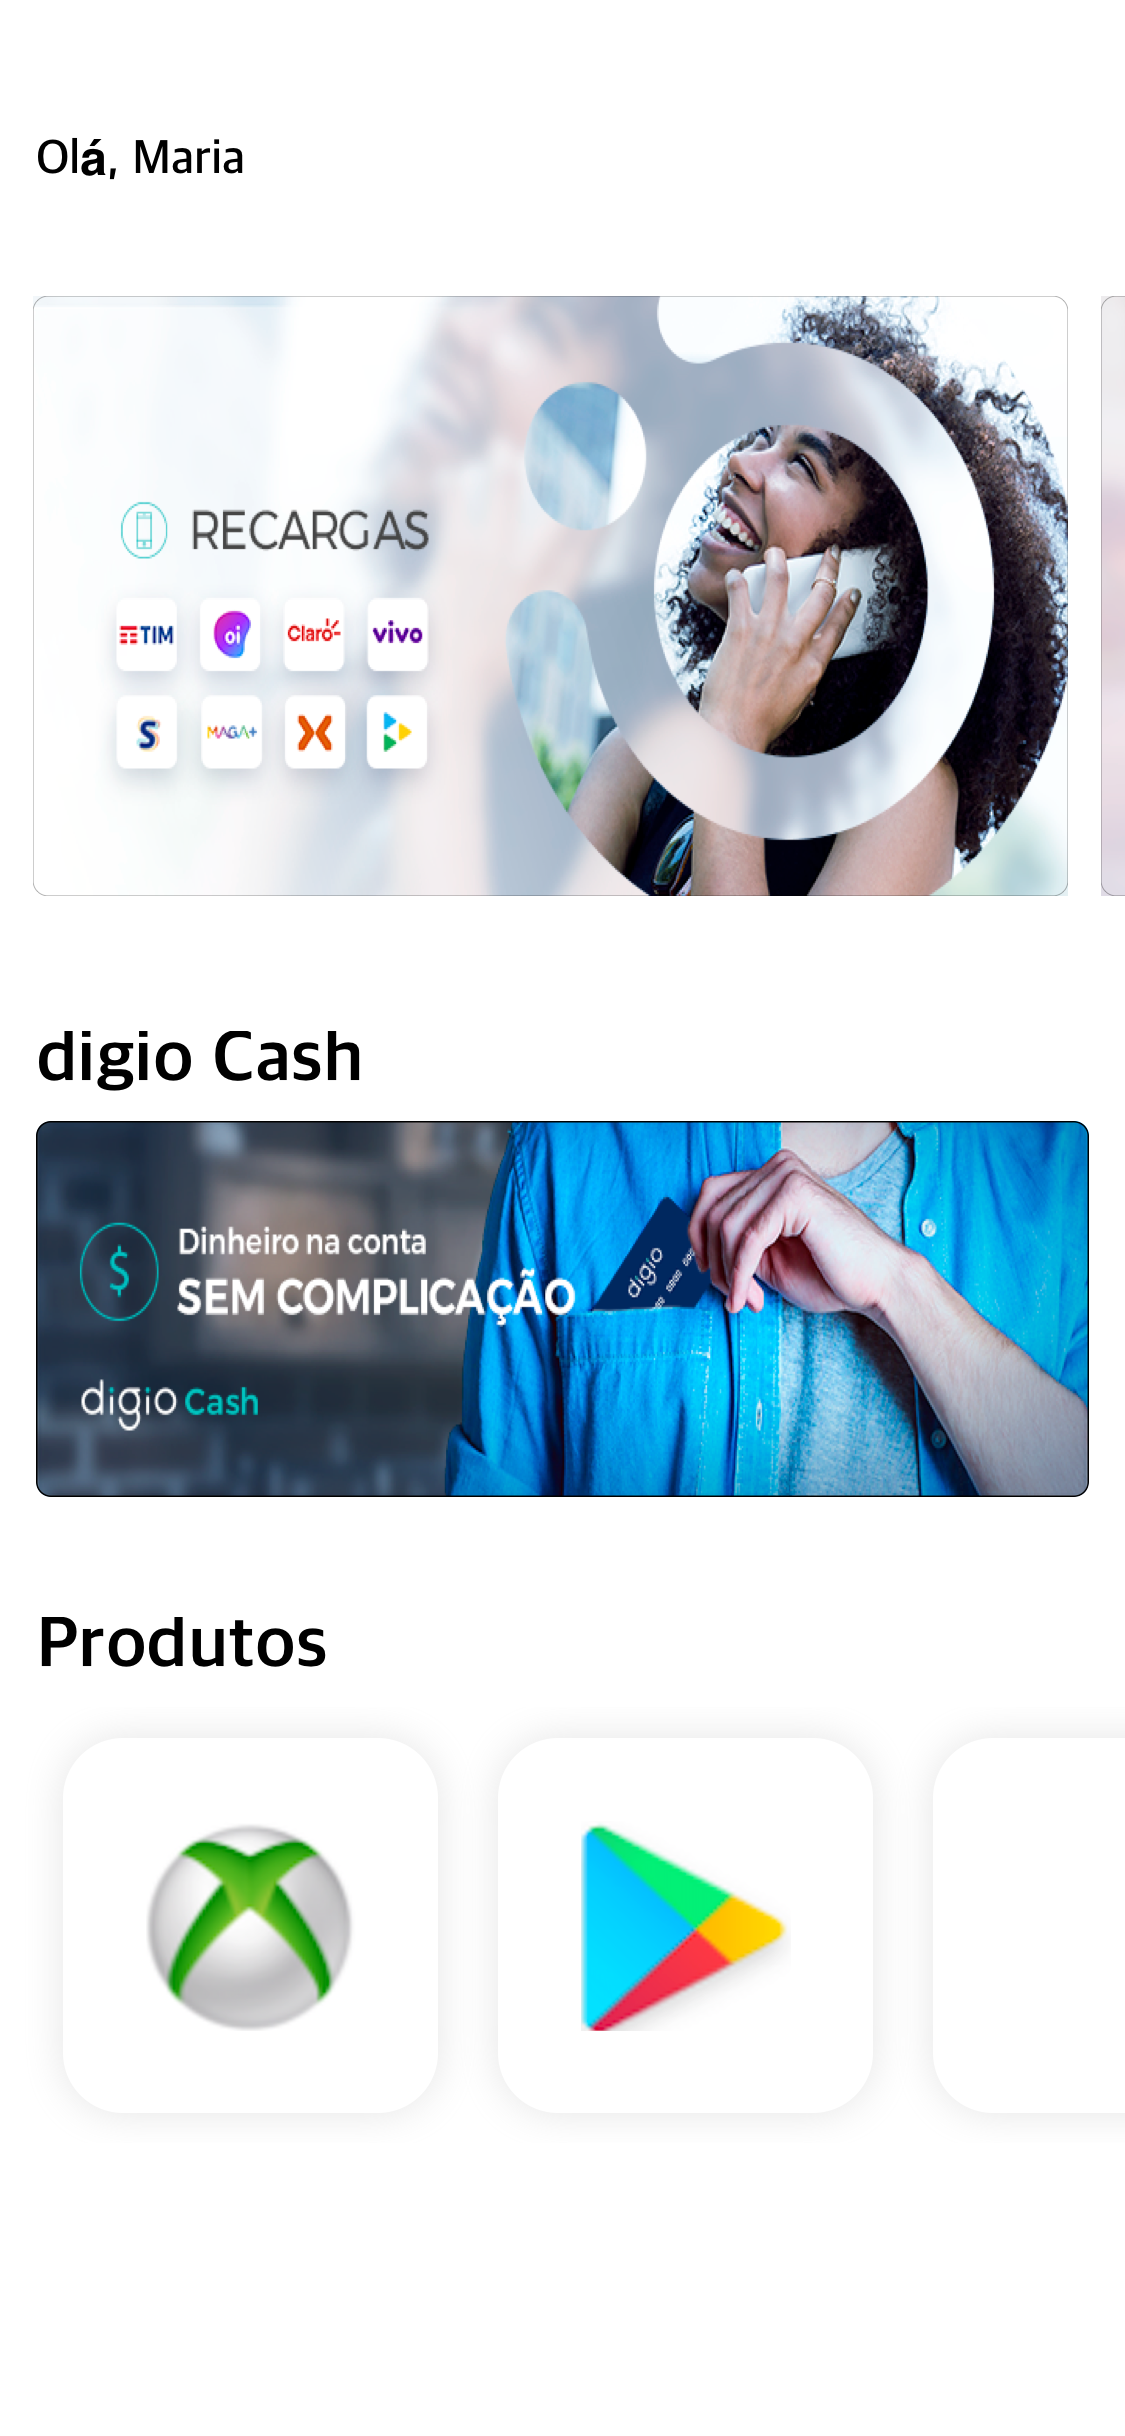 Olá, Maria
RECARGAS
TIM oi Claro vivo
S MAGA+
digio Cash
Dinheiro na conta
SEM COMPLICAÇÃO
digio
digio Cash
Produtos